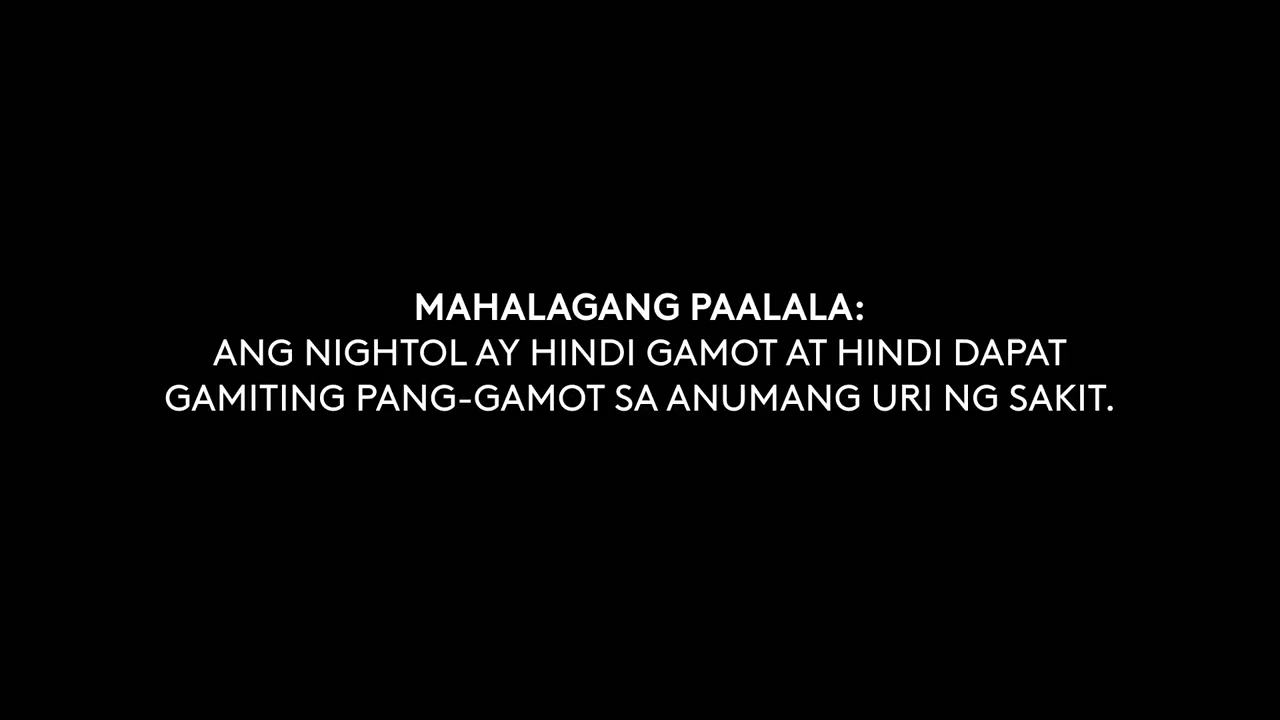 MAHALAGANG PAALALA:
ANG NIGHTOL AY HINDI GAMOT AT HINDI DAPAT
GAMITING PANG-GAMOT SA ANUMANG URI NG SAKIT.